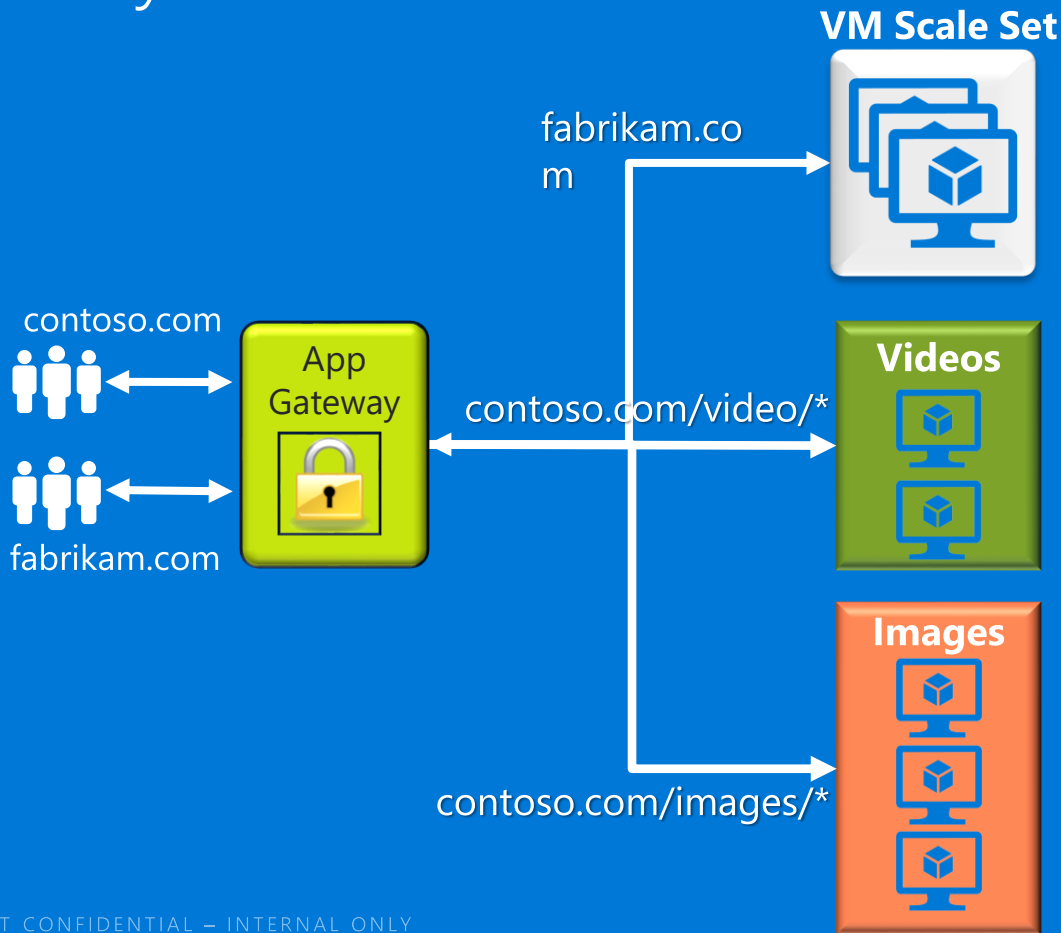 VM Scale Set
fabrikam.co
m
contoso.com
App
Gateway
Videos
contoso.com/video/*
fabrikam.com
Images
contoso.com/images/*
T CONFIDENTIAL – INTERNAL ONLY